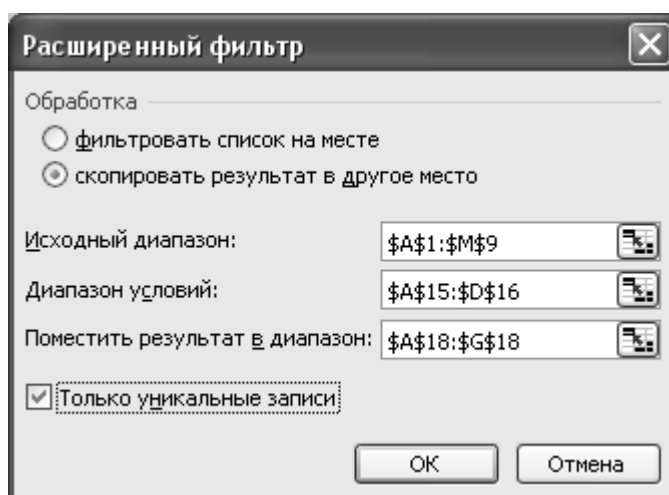 Расширенный фильтр
Обработка
фильтровать список на месте
скопировать результат в другое место
Исходный диапазон: $A$1:$M$9
Диапазон условий: $A$15:$D$16
Поместить результат в диапазон: $A$18:$G$18
Только уникальные записи
ОК Отмена